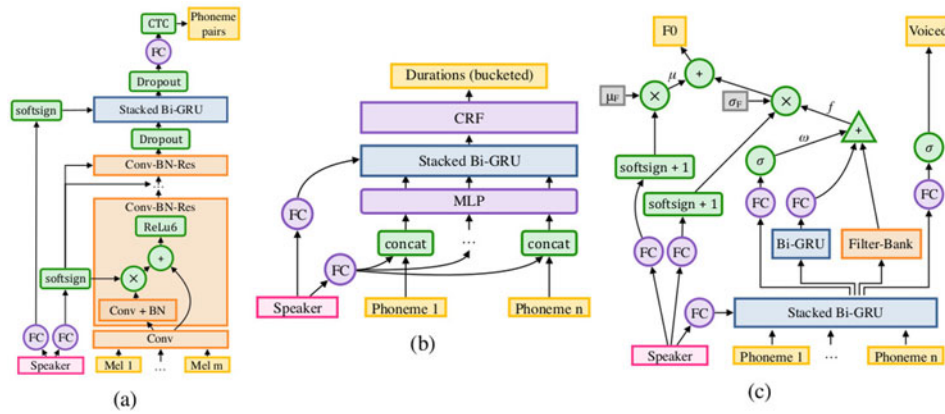 CTC
Phoneme
pairs
FC
Dropout
softsign
Stacked Bi-GRU
Dropout
Conv-BN-Res
...
Conv-BN-Res
ReLu6
softsign
×
+
Conv + BN
FC
FC
Conv
Speaker
Mel 1
...
Mel m
(a)
Durations (bucketed)
CRF
Stacked Bi-GRU
FC
MLP
concat
...
concat
FC
Speaker
Phoneme 1
Phoneme n
(b)
F0
Voiced
μ
+
μF
×
σF
×
f
+
ω
softsign + 1
σ
σ
softsign + 1
FC
FC
FC
FC
FC
Bi-GRU
Filter-Bank
FC
Stacked Bi-GRU
Speaker
Phoneme 1
...
Phoneme n
(c)